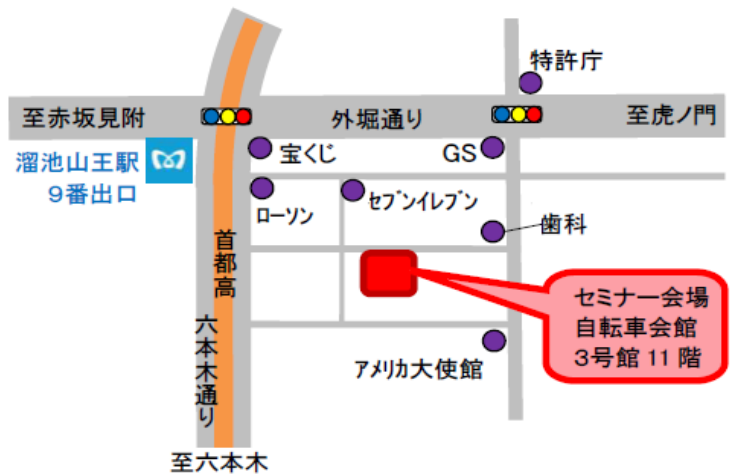 特許庁
至赤坂見附
外堀通り
至虎ノ門
溜池山王駅
9番出口
宝くじ
GS
ローソン
セブンイレブン
歯科
首都高
セミナー会場
自転車会館
3号館 11 階
六本木通り
アメリカ大使館
至六本木